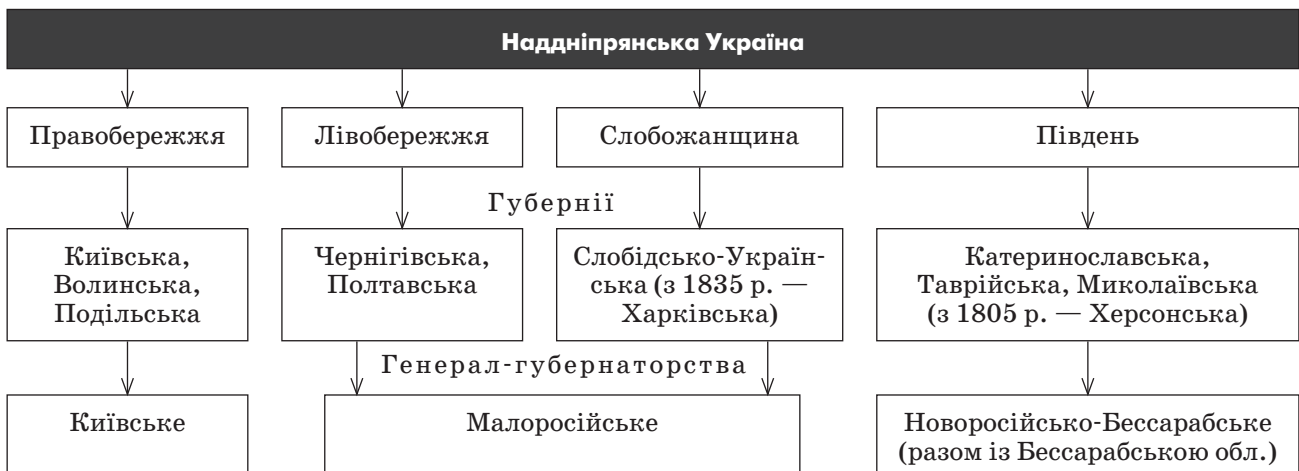 Наддніпрянська Україна
Правобережжя
Лівобережжя
Слобожанщина
Південь
Губернії
Київська,
Волинська,
Подільська
Чернігівська,
Полтавська
Слобідсько-Україн-
ська (з 1835 р. —
Харківська)
Катеринославська,
Таврійська, Миколаївська
(з 1805 р. — Херсонська)
Генерал-губернаторства
Київське
Малоросійське
Новоросійсько-Бессарабське
(разом із Бессарабською обл.)